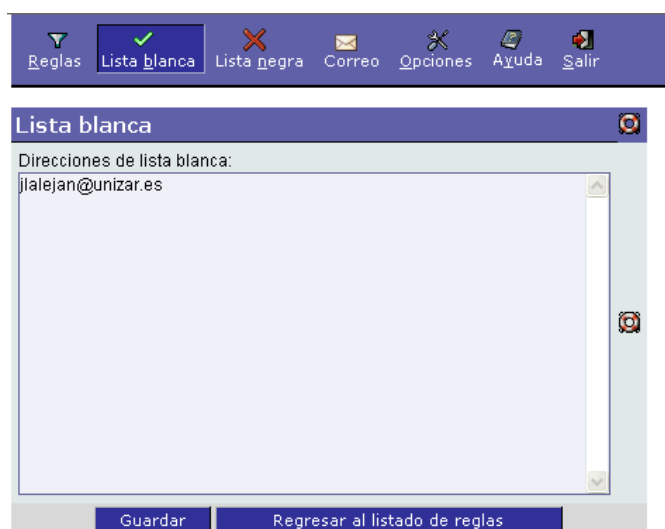 Reglas Lista blanca Lista negra Correo Opciones Ayuda Salir
Lista blanca
Direcciones de lista blanca:
jlalejan@unizar.es
Guardar Regresar al listado de reglas